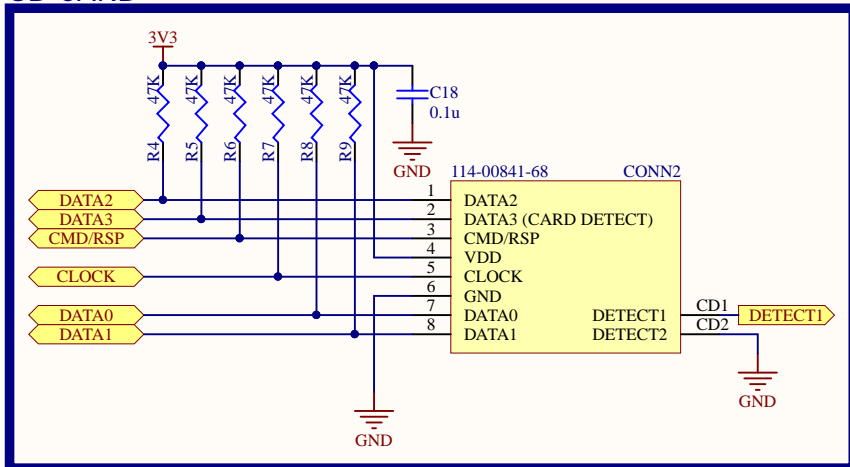 3V3
47K 47K 47K 47K 47K 47K
R4 R5 R6 R7 R8 R9
C18
0.1u
GND
114-00841-68 CONN2
DATA2 1 DATA2
DATA3 2 DATA3 (CARD DETECT)
CMD/RSP 3 CMD/RSP
4 VDD
CLOCK 5 CLOCK
6 GND
DATA0 7 DATA0 DETECT1 CD1 DETECT1
DATA1 8 DATA1 DETECT2 CD2
GND
GND